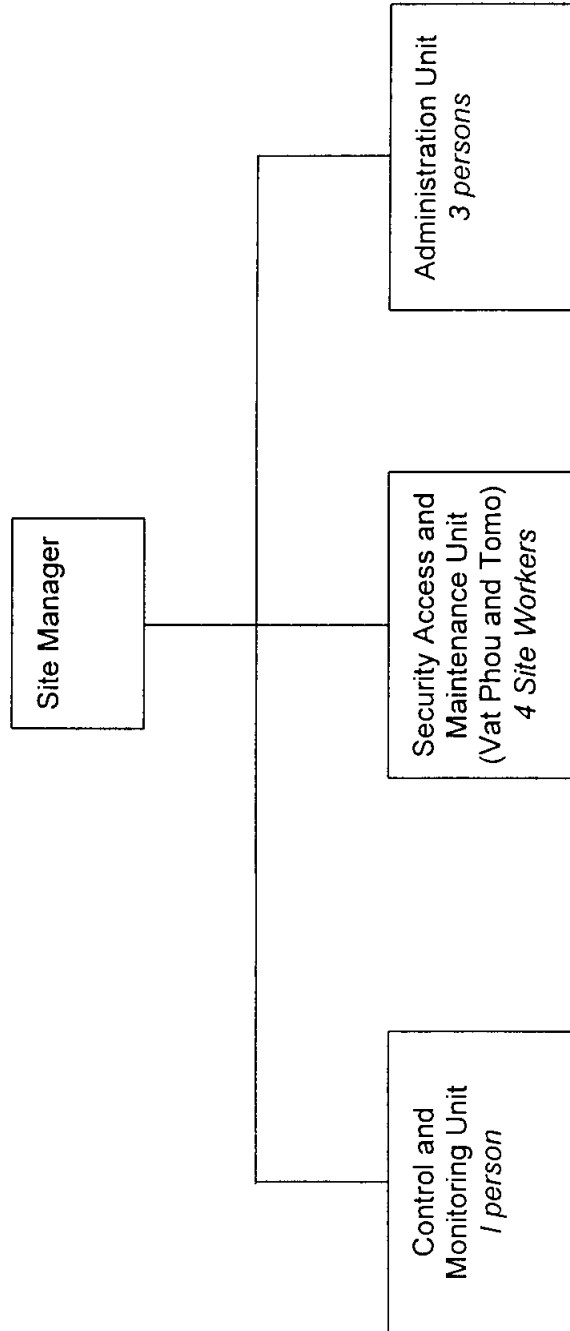 Site Manager
Control and
Monitoring Unit
I person
Security Access and
Maintenance Unit
(Vat Phou and Tomo)
4 Site Workers
Administration Unit
3 persons